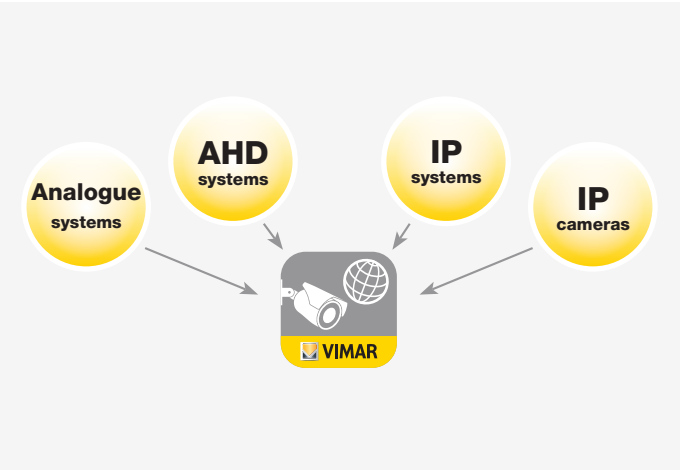 Analogue
systems
AHD
systems
IP
systems
IP
cameras
VIMAR